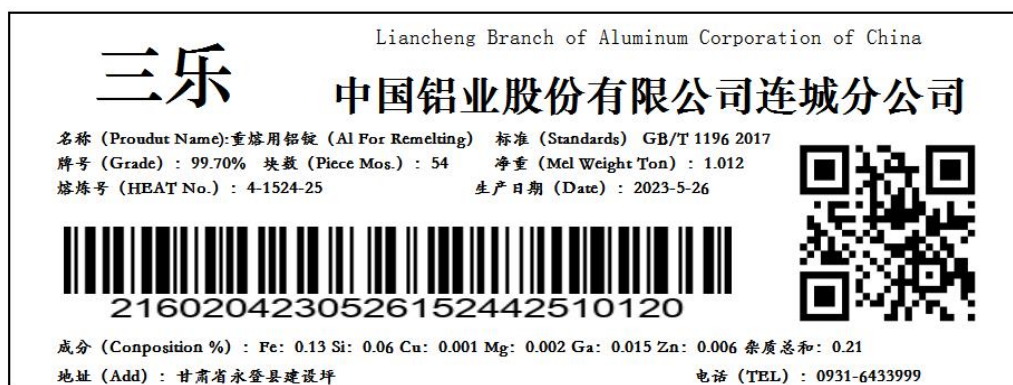 三乐
Liancheng Branch of Aluminum Corporation of China
中国铝业股份有限公司连城分公司
名称 (Proudut Name):重熔用铝锭 (Al For Remelting) 标准 (Standards) GB/T 1196 2017
牌号 (Grade) : 99.70% 块数 (Piece Mos.) : 54 净重 (Mel Weight Ton) : 1.012
熔炼号 (HEAT No.) : 4-1524-25 生产日期 (Date) : 2023-5-26
2160204230526152442510120
成分 (Conposition %) : Fe: 0.13 Si: 0.06 Cu: 0.001 Mg: 0.002 Ga: 0.015 Zn: 0.006 杂质总和: 0.21
地址 (Add) : 甘肃省永登县建设坪 电话 (TEL) : 0931-6433999